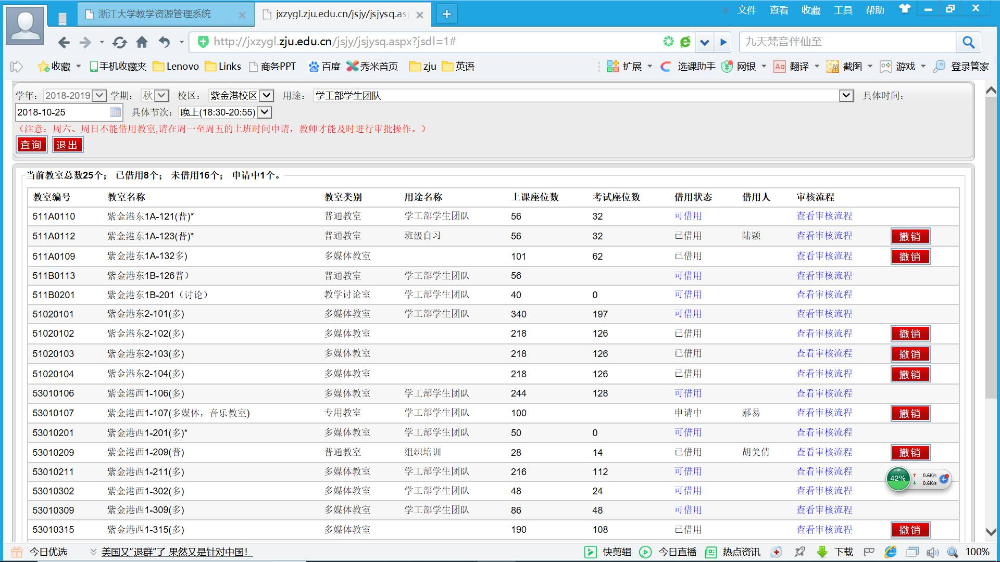 浙江大学教学资源管理系统
jxzygl.zju.edu.cn/jsjy/jsjysq.as
文件 查看 收藏 工具 帮助
http://jxzygl.zju.edu.cn/jsjy/jsjysq.aspx?jsdl=1#
九天梵音伴仙至
收藏 手机收藏夹 Lenovo Links 商务PPT 百度 秀米首页 zju 英语 扩展 选课助手 网银 Aa 翻译 截图 游戏 登录管家
学年： 2018-2019 学期： 秋 校区： 紫金港校区 用途： 学工部学生团队 具体时间：
2018-10-25 具体节次： 晚上(18:30-20:55)
（注意：周六、周日不能借用教室,请在周一至周五的上班时间申请，教师才能及时进行审批操作。）
查询 退出
当前教室总数25个； 已借用8个； 未借用16个； 申请中1个。
教室编号 教室名称 教室类别 用途名称 上课座位数 考试座位数 借用状态 借用人 审核流程
511A0110 紫金港东1A-121(普)* 普通教室 学工部学生团队 56 32 可借用 查看审核流程
511A0112 紫金港东1A-123(普)* 普通教室 班级自习 56 32 已借用 陆颖 查看审核流程 撤销
511A0109 紫金港东1A-132多) 多媒体教室 101 62 已借用 查看审核流程 撤销
511B0113 紫金港东1B-126普） 普通教室 学工部学生团队 56 可借用 查看审核流程
511B0201 紫金港东1B-201（讨论） 教学讨论室 学工部学生团队 40 0 可借用 查看审核流程
51020101 紫金港东2-101(多) 多媒体教室 学工部学生团队 340 197 可借用 查看审核流程
51020102 紫金港东2-102(多) 多媒体教室 218 126 已借用 查看审核流程 撤销
51020103 紫金港东2-103(多) 多媒体教室 218 126 已借用 查看审核流程 撤销
51020104 紫金港东2-104(多) 多媒体教室 218 126 已借用 查看审核流程 撤销
53010106 紫金港西1-106(多) 多媒体教室 学工部学生团队 244 128 可借用 查看审核流程
53010107 紫金港西1-107(多媒体，音乐教室) 专用教室 学工部学生团队 100 申请中 郝易 查看审核流程 撤销
53010201 紫金港西1-201(多)* 多媒体教室 学工部学生团队 50 0 可借用 查看审核流程
53010209 紫金港西1-209(普) 普通教室 组织培训 28 14 已借用 胡美倩 查看审核流程 撤销
53010211 紫金港西1-211(多) 多媒体教室 学工部学生团队 216 112 可借用 查看审核流程
42% 0.6K/s
0.6K/s
53010302 紫金港西1-302(多) 多媒体教室 学工部学生团队 48 24 可借用 查看审核流程
53010309 紫金港西1-309(多) 多媒体教室 学工部学生团队 86 48 可借用 查看审核流程
53010315 紫金港西1-315(多) 多媒体教室 190 108 已借用 查看审核流程 撤销
今日优选 美国又“退群”了 果然又是针对中国！ 快剪辑 今日直播 热点资讯 下载 100%